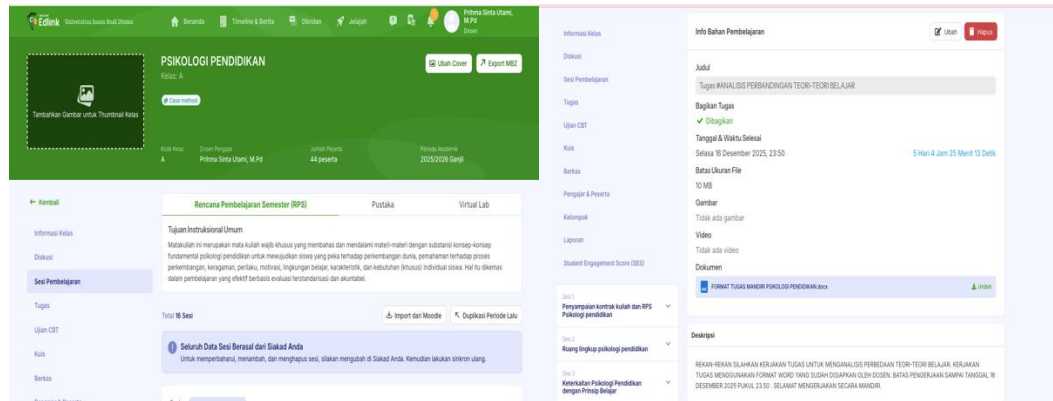 Edlink Universitas Insan Budi Utomo
Beranda
Timeline & Berita
Obrolan
Jelajah
Prihma Sinta Utami, M.Pd
Dosen
Tambahkan Gambar untuk Thumbnail Kelas
PSIKOLOGI PENDIDIKAN
Kelas: A
Case method
Ubah Cover
Export MBZ
Kode Kelas
A
Dosen Pengajar
Prihma Sinta Utami, M.Pd
Jumlah Peserta
44 peserta
Periode Akademik
2025/2026 Ganjil
← Kembali
Informasi Kelas
Diskusi
Sesi Pembelajaran
Tugas
Ujian CBT
Kuis
Berkas
Rencana Pembelajaran Semester (RPS)
Pustaka
Virtual Lab
Tujuan Instruksional Umum
Matakuliah ini merupakan mata kuliah wajib khusus yang membahas dan mendalami materi-materi dengan substansi konsep-konsep
fundamental psikologi pendidikan untuk mewujudkan siswa yang peka terhadap perkembangan dunia, pemahaman terhadap proses
perkembangan, keragaman, perilaku, motivasi, lingkungan belajar, karakteristik, dan kebutuhan (khusus) individual siswa. Hal itu dikemas
dalam pembelajaran yang efektif berbasis evaluasi terstandarisasi dan akuntabel.
Total 16 Sesi
Import dari Moodle
Duplikasi Periode Lalu
Seluruh Data Sesi Berasal dari Siakad Anda
Untuk memperbaharui, menambah, dan menghapus sesi, silakan mengubah di Siakad Anda. Kemudian lakukan sinkron ulang.
Informasi Kelas
Diskusi
Sesi Pembelajaran
Tugas
Ujian CBT
Kuis
Berkas
Pengajar & Peserta
Kelompok
Laporan
Student Engagement Score (SES)
Sesi 1
Penyampaian kontrak kuliah dan RPS
Psikologi pendidikan
Sesi 2
Ruang lingkup psikologi pendidikan
Sesi 3
Keterkaitan Psikologi Pendidikan
dengan Prinsip Belajar
Info Bahan Pembelajaran
Ubah
Hapus
Judul
Tugas #ANALISIS PERBANDINGAN TEORI-TEORI BELAJAR
Bagikan Tugas
Dibagikan
Tanggal & Waktu Selesai
Selasa 16 Desember 2025, 23:50
5 Hari 4 Jam 25 Menit 13 Detik
Batas Ukuran File
10 MB
Gambar
Tidak ada gambar
Video
Tidak ada video
Dokumen
FORMAT TUGAS MANDIRI PSIKOLOGI PENDIDIKAN.docx
Unduh
Deskripsi
REKAN-REKAN SILAHKAN KERJAKAN TUGAS UNTUK MENGANALISIS PERBEDAAN TEORI-TEORI BELAJAR. KERJAKAN
TUGAS MENGGUNAKAN FORMAT WORD YANG SUDAH DISIAPKAN OLEH DOSEN. BATAS PENGERJAAN SAMPAI TANGGAL 16
DESEMBER 2025 PUKUL 23.50 . SELAMAT MENGERJAKAN SECARA MANDIRI.